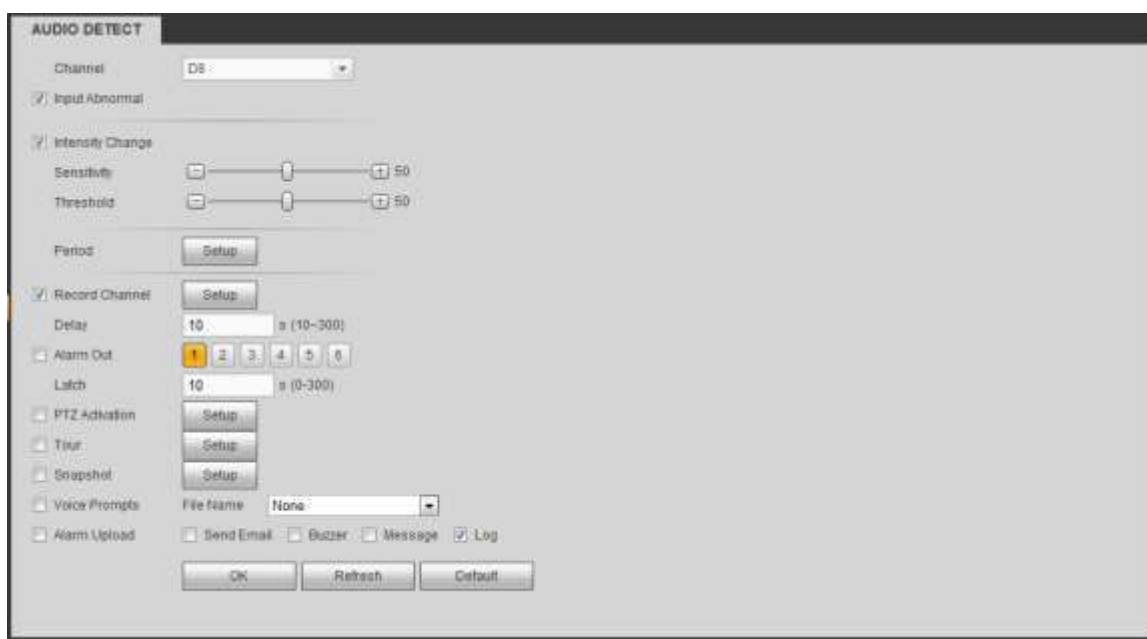 AUDIO DETECT
Channel D8
Input Abnormal
Intensity Change
Sensitivity - + 50
Threshold - + 50
Period Setup
Record Channel Setup
Delay 10 s (10~300)
Alarm Out 1 2 3 4 5 6
Latch 10 s (0-300)
PTZ Activation Setup
Tour Setup
Snapshot Setup
Voice Prompts File Name None
Alarm Upload Send Email Buzzer Message Log
OK Refresh Default